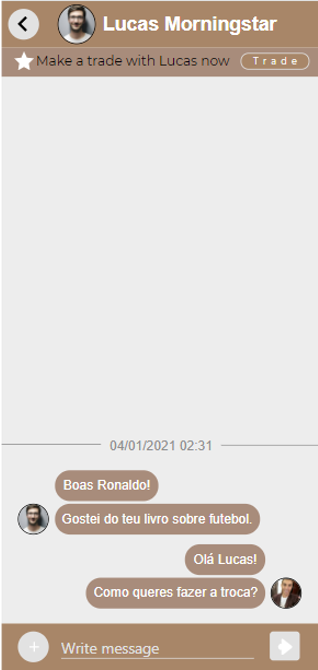 Lucas Morningstar
Make a trade with Lucas now Trade
04/01/2021 02:31
Boas Ronaldo!
Gostei do teu livro sobre futebol.
Olá Lucas!
Como queres fazer a troca?
Write message